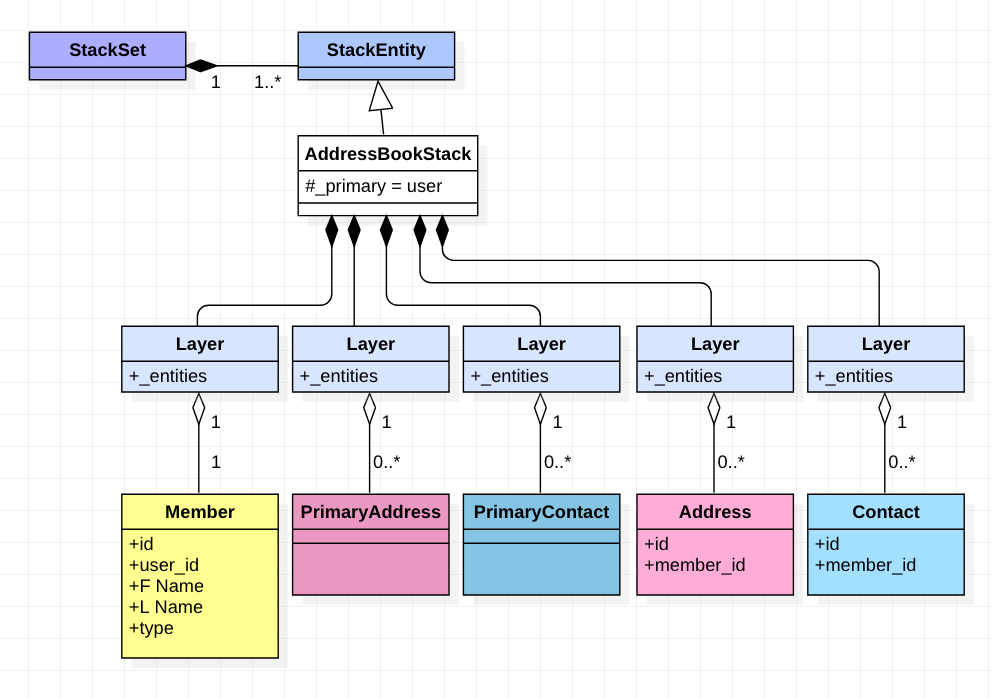 StackSet
StackEntity
1
1..*
AddressBookStack
#_primary = user
Layer
+_entities
Layer
+_entities
Layer
+_entities
Layer
+_entities
Layer
+_entities
1
1
1
1
1
1
0..*
0..*
0..*
0..*
Member
+id
+user_id
+F Name
+L Name
+type
PrimaryAddress
PrimaryContact
Address
+id
+member_id
Contact
+id
+member_id